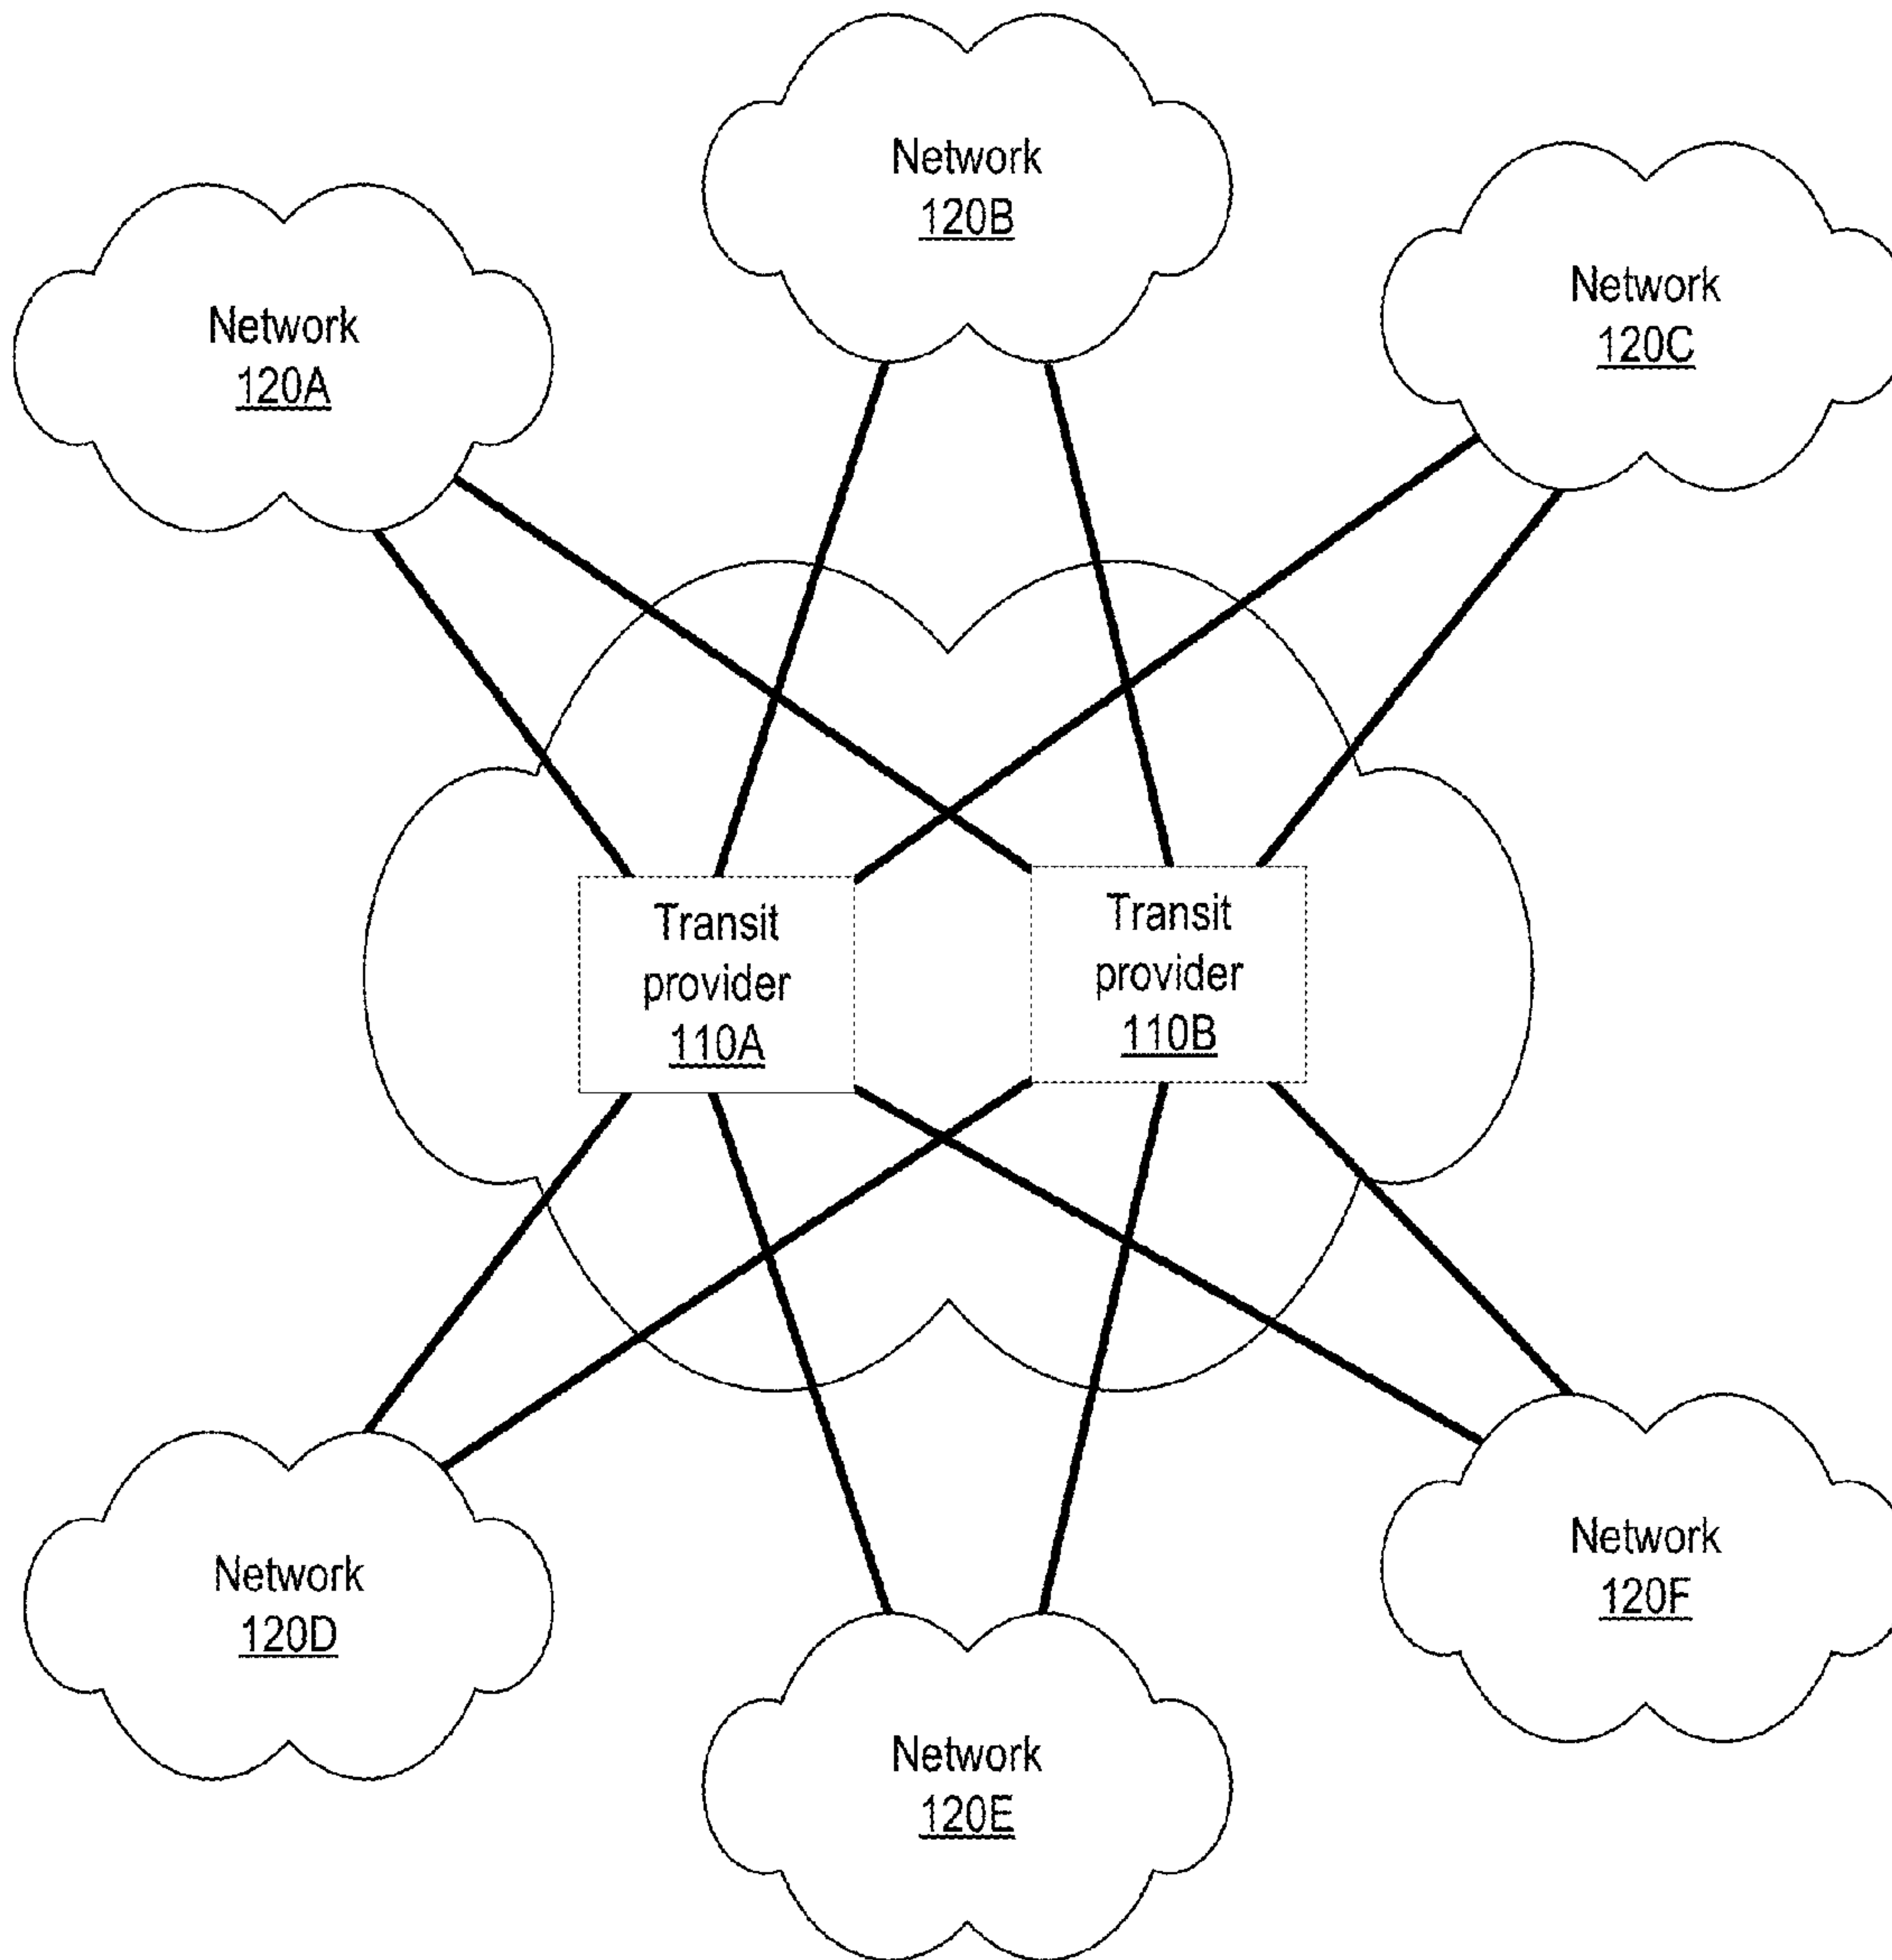 Network
120B
Network
120C
Network
120A
Transit
provider
110A
Transit
provider
110B
Network
120D
Network
120F
Network
120E